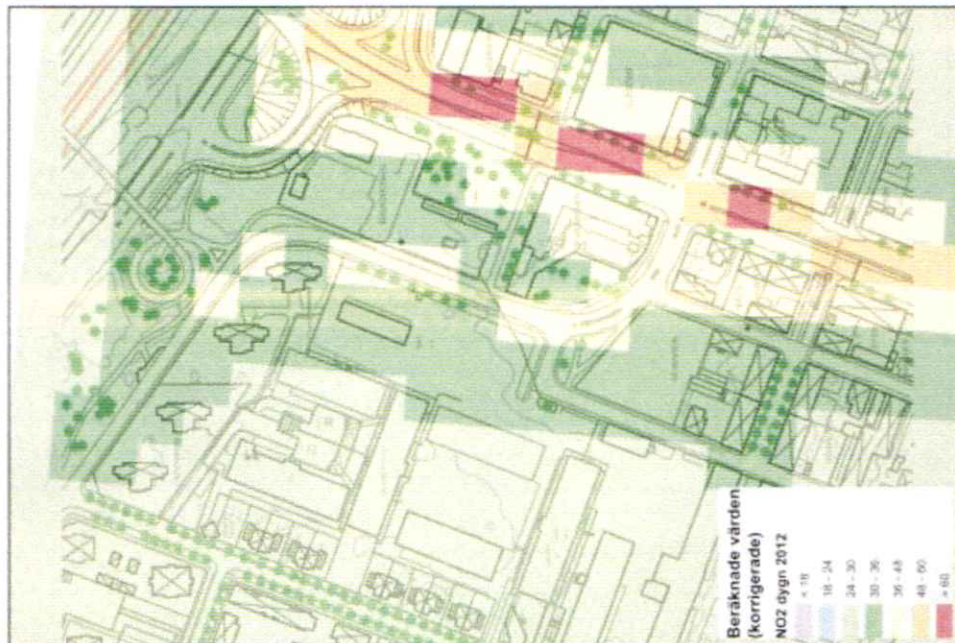 Beräknade värden
(korrigerade)
NO2 dygn 2012
< 18
18 - 24
24 - 30
30 - 36
36 - 48
48 - 60
> 60